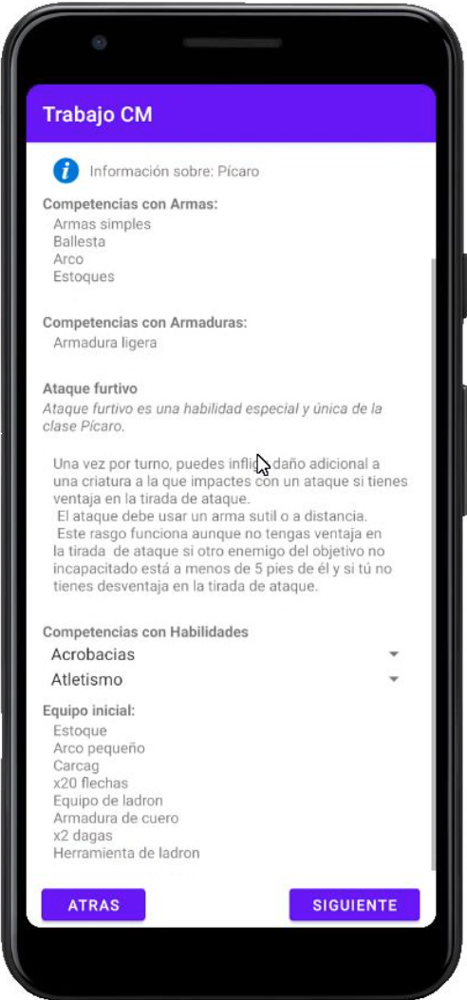 Trabajo CM
i Información sobre: Pícaro
Competencias con Armas:
Armas simples
Ballesta
Arco
Estoques
Competencias con Armaduras:
Armadura ligera
Ataque furtivo
Ataque furtivo es una habilidad especial y única de la
clase Pícaro.
Una vez por turno, puedes infligir daño adicional a
una criatura a la que impactes con un ataque si tienes
ventaja en la tirada de ataque.
El ataque debe usar un arma sutil o a distancia.
Este rasgo funciona aunque no tengas ventaja en
la tirada de ataque si otro enemigo del objetivo no
incapacitado está a menos de 5 pies de él y si tú no
tienes desventaja en la tirada de ataque.
Competencias con Habilidades
Acrobacias
Atletismo
Equipo inicial:
Estoque
Arco pequeño
Carcag
x20 flechas
Equipo de ladron
Armadura de cuero
x2 dagas
Herramienta de ladron
ATRAS SIGUIENTE